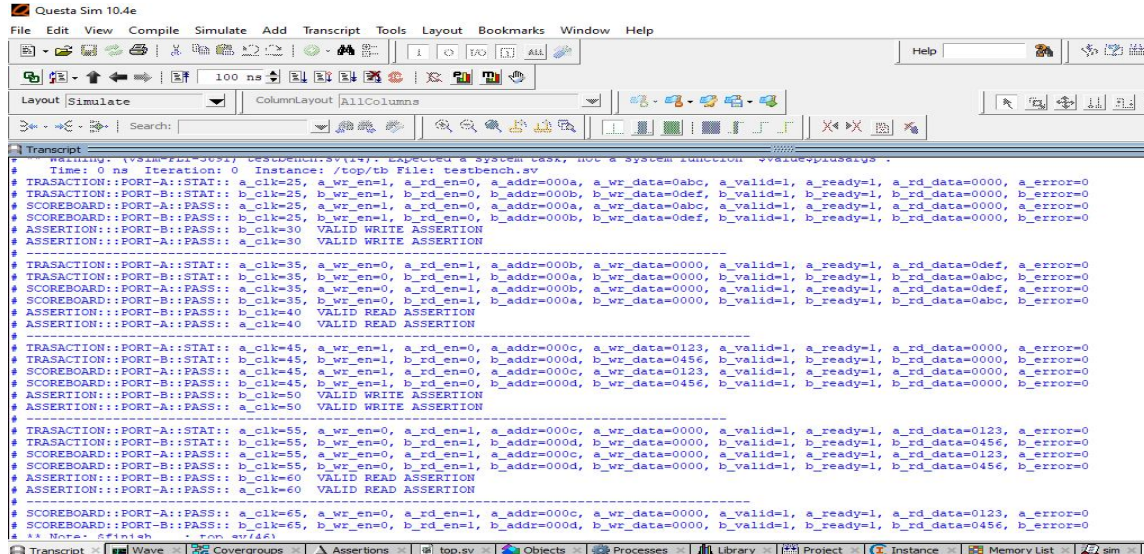 Questa Sim 10.4e
File Edit View Compile Simulate Add Transcript Tools Layout Bookmarks Window Help
100 ns Help
Layout Simulate ColumnLayout AllColumns
Search:
Transcript
# ** Warning: (vsim-PLI-3691) testbench.sv(14): Expected a system task, not a system function '$value$plusargs'.
# Time: 0 ns Iteration: 0 Instance: /top/tb File: testbench.sv
# TRASACTION::PORT-A::STAT:: a_clk=25, a_wr_en=1, a_rd_en=0, a_addr=000a, a_wr_data=0abc, a_valid=1, a_ready=1, a_rd_data=0000, a_error=0
# TRASACTION::PORT-B::STAT:: b_clk=25, b_wr_en=1, b_rd_en=0, b_addr=000b, b_wr_data=0def, b_valid=1, b_ready=1, b_rd_data=0000, b_error=0
# SCOREBOARD::PORT-A::PASS:: a_clk=25, a_wr_en=1, a_rd_en=0, a_addr=000a, a_wr_data=0abc, a_valid=1, a_ready=1, a_rd_data=0000, a_error=0
# SCOREBOARD::PORT-B::PASS:: b_clk=25, b_wr_en=1, b_rd_en=0, b_addr=000b, b_wr_data=0def, b_valid=1, b_ready=1, b_rd_data=0000, b_error=0
# ASSERTION:::PORT-B::PASS:: b_clk=30 VALID WRITE ASSERTION
# ASSERTION:::PORT-A::PASS:: a_clk=30 VALID WRITE ASSERTION
# ----------------------------------------------------------------
# TRASACTION::PORT-A::STAT:: a_clk=35, a_wr_en=0, a_rd_en=1, a_addr=000b, a_wr_data=0000, a_valid=1, a_ready=1, a_rd_data=0def, a_error=0
# TRASACTION::PORT-B::STAT:: b_clk=35, b_wr_en=0, b_rd_en=1, b_addr=000a, b_wr_data=0000, b_valid=1, b_ready=1, b_rd_data=0abc, b_error=0
# SCOREBOARD::PORT-A::PASS:: a_clk=35, a_wr_en=0, a_rd_en=1, a_addr=000b, a_wr_data=0000, a_valid=1, a_ready=1, a_rd_data=0def, a_error=0
# SCOREBOARD::PORT-B::PASS:: b_clk=35, b_wr_en=0, b_rd_en=1, b_addr=000a, b_wr_data=0000, b_valid=1, b_ready=1, b_rd_data=0abc, b_error=0
# ASSERTION:::PORT-B::PASS:: b_clk=40 VALID READ ASSERTION
# ASSERTION:::PORT-A::PASS:: a_clk=40 VALID READ ASSERTION
# ----------------------------------------------------------------
# TRASACTION::PORT-A::STAT:: a_clk=45, a_wr_en=1, a_rd_en=0, a_addr=000c, a_wr_data=0123, a_valid=1, a_ready=1, a_rd_data=0000, a_error=0
# TRASACTION::PORT-B::STAT:: b_clk=45, b_wr_en=1, b_rd_en=0, b_addr=000d, b_wr_data=0456, b_valid=1, b_ready=1, b_rd_data=0000, b_error=0
# SCOREBOARD::PORT-A::PASS:: a_clk=45, a_wr_en=1, a_rd_en=0, a_addr=000c, a_wr_data=0123, a_valid=1, a_ready=1, a_rd_data=0000, a_error=0
# SCOREBOARD::PORT-B::PASS:: b_clk=45, b_wr_en=1, b_rd_en=0, b_addr=000d, b_wr_data=0456, b_valid=1, b_ready=1, b_rd_data=0000, b_error=0
# ASSERTION:::PORT-B::PASS:: b_clk=50 VALID WRITE ASSERTION
# ASSERTION:::PORT-A::PASS:: a_clk=50 VALID WRITE ASSERTION
# ----------------------------------------------------------------
# TRASACTION::PORT-A::STAT:: a_clk=55, a_wr_en=0, a_rd_en=1, a_addr=000c, a_wr_data=0000, a_valid=1, a_ready=1, a_rd_data=0123, a_error=0
# TRASACTION::PORT-B::STAT:: b_clk=55, b_wr_en=0, b_rd_en=1, b_addr=000d, b_wr_data=0000, b_valid=1, b_ready=1, b_rd_data=0456, b_error=0
# SCOREBOARD::PORT-A::PASS:: a_clk=55, a_wr_en=0, a_rd_en=1, a_addr=000c, a_wr_data=0000, a_valid=1, a_ready=1, a_rd_data=0123, a_error=0
# SCOREBOARD::PORT-B::PASS:: b_clk=55, b_wr_en=0, b_rd_en=1, b_addr=000d, b_wr_data=0000, b_valid=1, b_ready=1, b_rd_data=0456, b_error=0
# ASSERTION:::PORT-B::PASS:: b_clk=60 VALID READ ASSERTION
# ASSERTION:::PORT-A::PASS:: a_clk=60 VALID READ ASSERTION
# ----------------------------------------------------------------
# SCOREBOARD::PORT-A::PASS:: a_clk=65, a_wr_en=0, a_rd_en=1, a_addr=000c, a_wr_data=0000, a_valid=1, a_ready=1, a_rd_data=0123, a_error=0
# SCOREBOARD::PORT-B::PASS:: b_clk=65, b_wr_en=0, b_rd_en=1, b_addr=000d, b_wr_data=0000, b_valid=1, b_ready=1, b_rd_data=0456, b_error=0
# ** Note: $finish : top.sv(46)
Transcript Wave Covergroups Assertions top.sv Objects Processes Library Project Instance Memory List sim